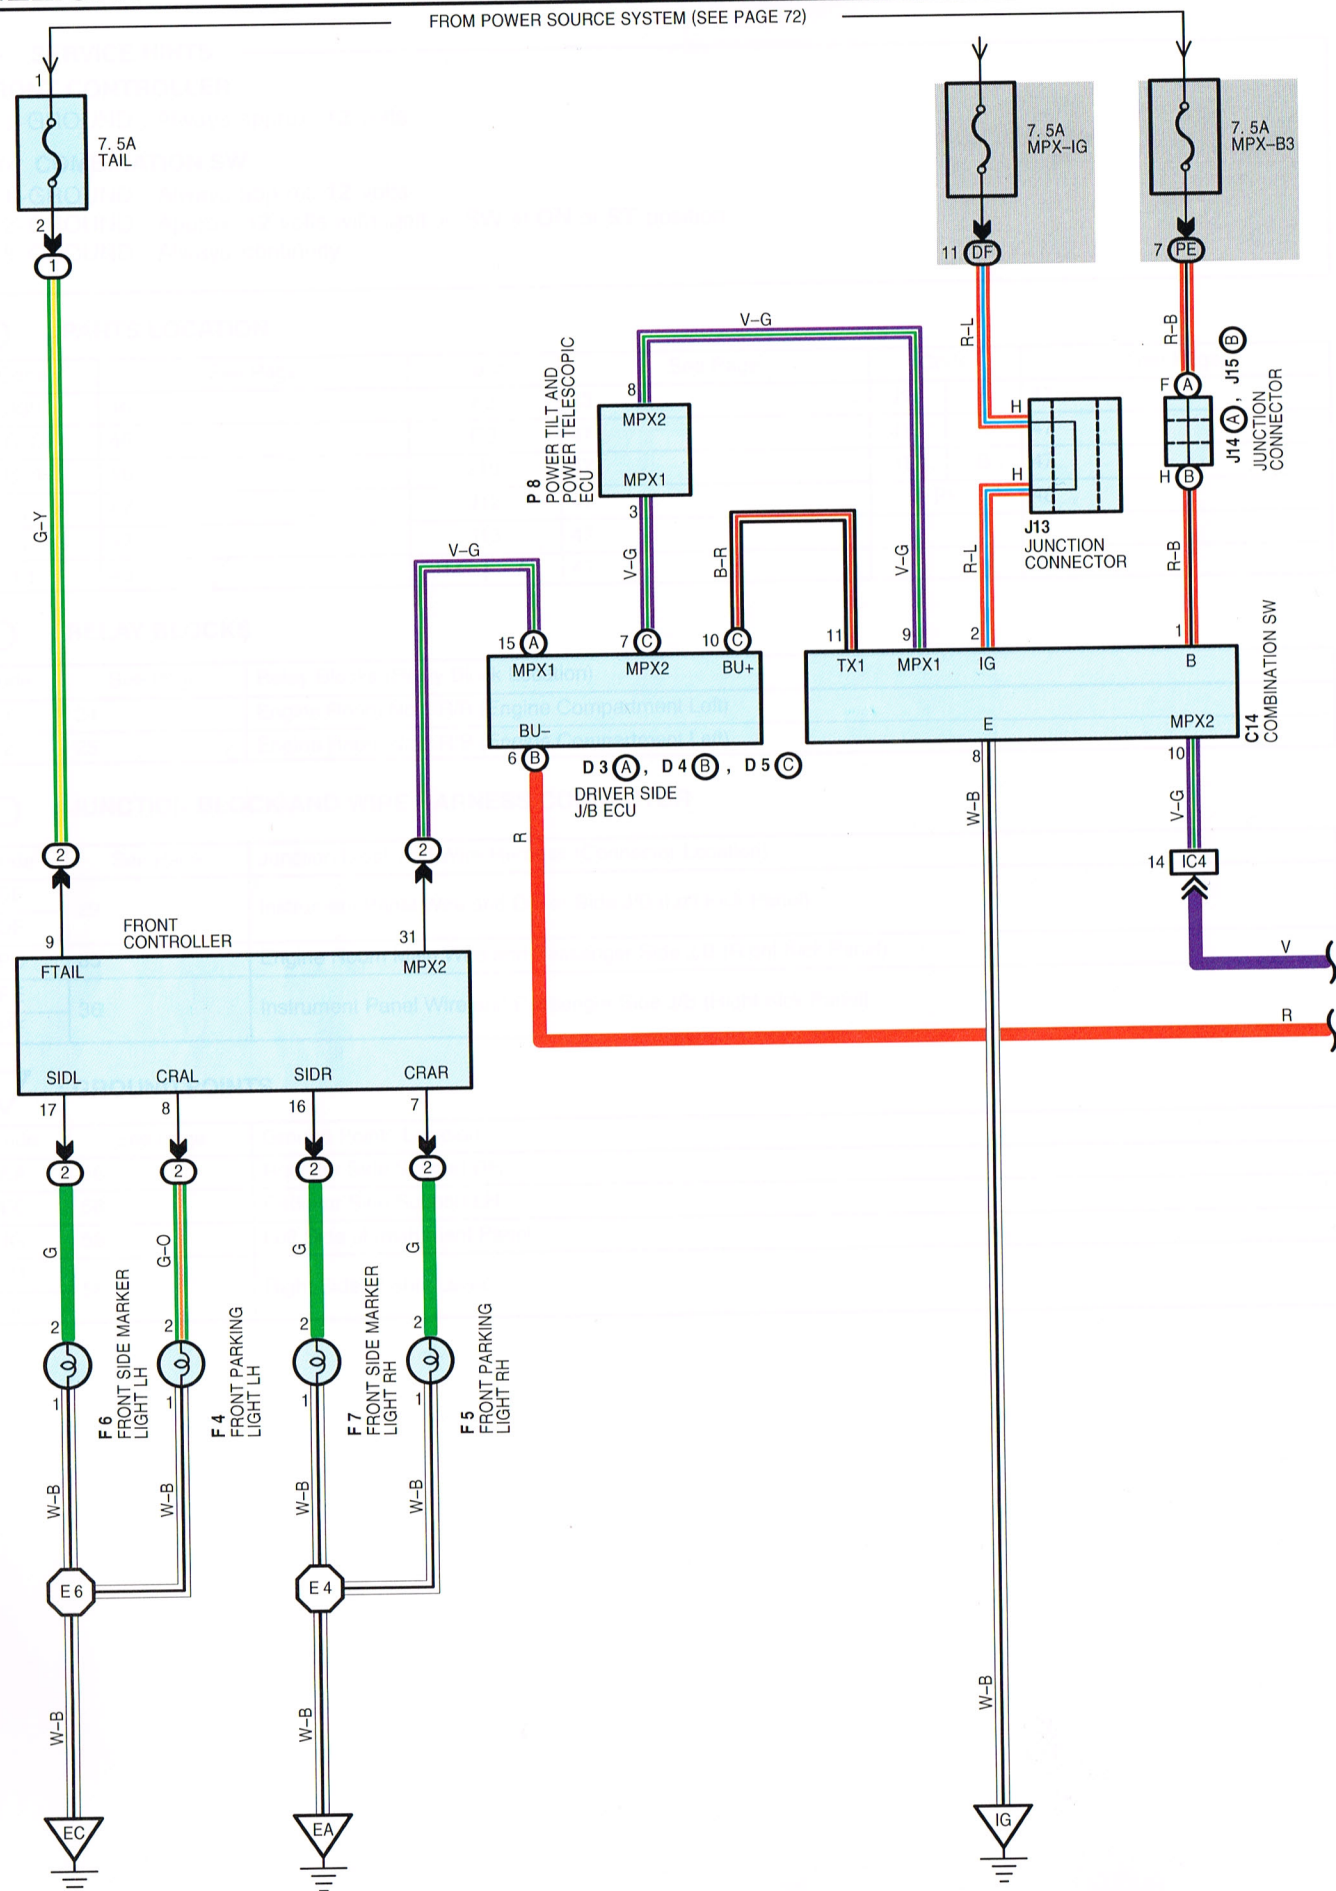 FROM POWER SOURCE SYSTEM (SEE PAGE 72)
1
7. 5A
TAIL
2
1
G–Y
2
9
FRONT
CONTROLLER
31
FTAIL
MPX2
SIDL
CRAL
SIDR
CRAR
17
8
16
7
2
2
2
2
G
G–O
G
G
2
2
2
2
1
1
1
1
F 6
FRONT SIDE MARKER
LIGHT LH
F 4
FRONT PARKING
LIGHT LH
F 7
FRONT SIDE MARKER
LIGHT RH
F 5
FRONT PARKING
LIGHT RH
W–B
W–B
W–B
W–B
E 6
E 4
W–B
W–B
EC
EA
7. 5A
MPX–IG
7. 5A
MPX–B3
11 DF
7 PE
V–G
R–L
R–B
8
MPX2
MPX1
3
P 8
POWER TILT AND
POWER TELESCOPIC
ECU
H
H
J13
JUNCTION
CONNECTOR
F A
H B
J14 A , J15 B
JUNCTION
CONNECTOR
V–G
V–G
B–R
V–G
R–L
R–B
2
15 A
7 C
10 C
11
9
2
1
MPX1
MPX2
BU+
BU–
TX1
MPX1
IG
B
E
MPX2
C14
COMBINATION SW
6 B
D 3 A , D 4 B , D 5 C
DRIVER SIDE
J/B ECU
8
10
R
W–B
V–G
14 IC4
V
R
W–B
IG